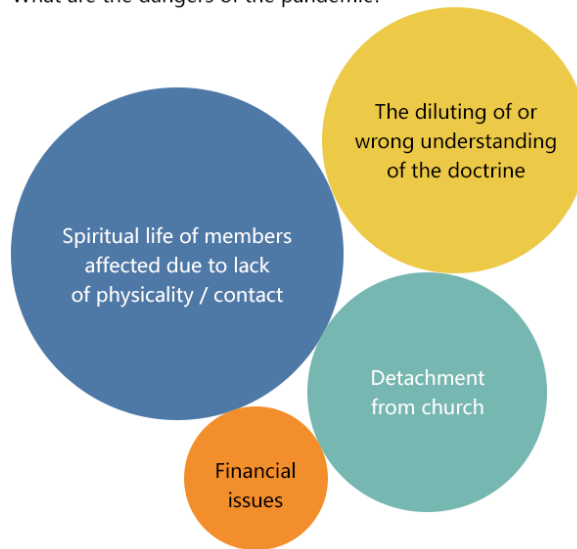 What are the dangers of the pandemic?
The diluting of or
wrong understanding
of the doctrine
Spiritual life of members
affected due to lack
of physicality / contact
Detachment
from church
Financial
issues